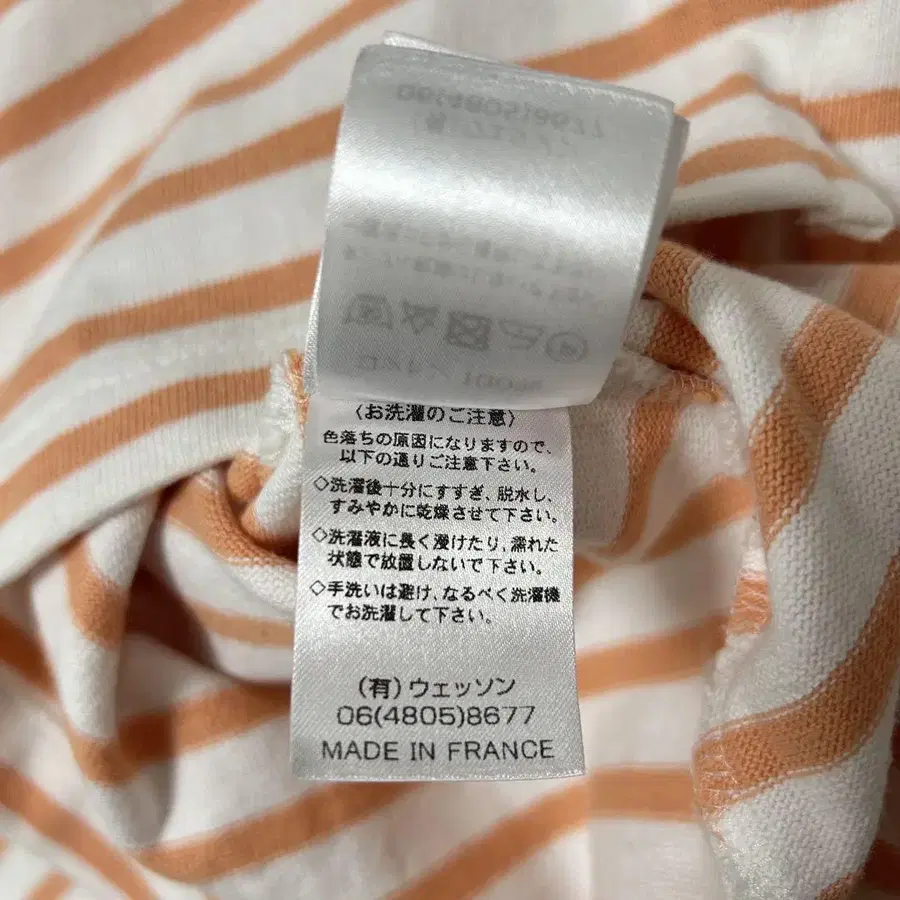 〈お洗濯のご注意〉
色落ちの原因になりますので、
以下の通りご注意下さい。
◇洗濯後十分にすすぎ、脱水し、
すみやかに乾燥させて下さい。
◇洗濯液に長く浸けたり、濡れた
状態で放置しないで下さい。
◇手洗いは避け、なるべく洗濯機
でお洗濯して下さい。
(有)ウェッソン
06(4805)8677
MADE IN FRANCE